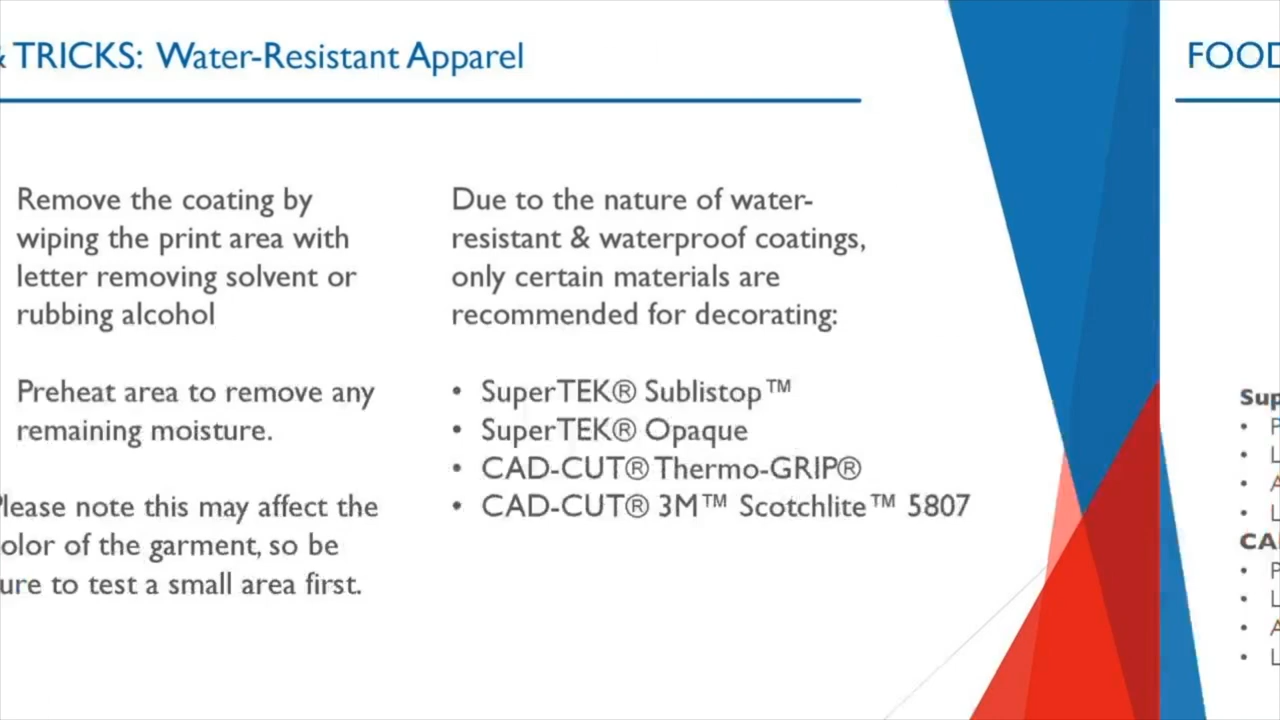 & TRICKS: Water-Resistant Apparel
Remove the coating by
wiping the print area with
letter removing solvent or
rubbing alcohol
Preheat area to remove any
remaining moisture.
lease note this may affect the
olor of the garment, so be
ure to test a small area first.
Due to the nature of water-
resistant & waterproof coatings,
only certain materials are
recommended for decorating:
• SuperTEK® Sublistop™
• SuperTEK® Opaque
• CAD-CUT® Thermo-GRIP®
• CAD-CUT® 3M™ Scotchlite™ 5807
FOOD
Sup
• P
• L
• A
• L
CA
• P
• L
• A
• L